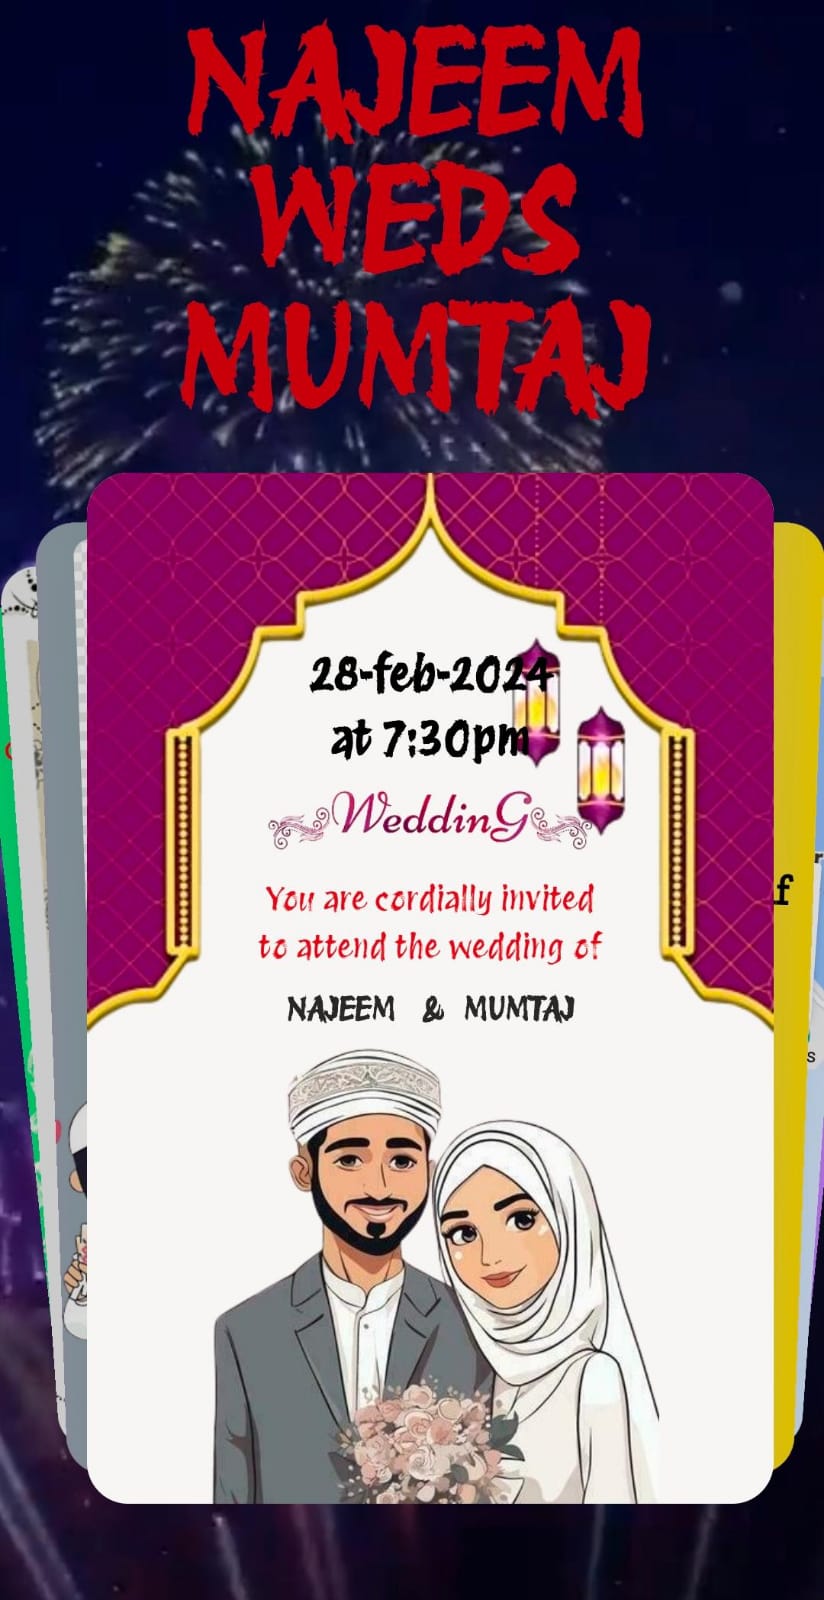 NAJEEM
WEDS
MUMTAJ
28-feb-2024
at 7:30pm
WeddinG
You are cordially invited
to attend the wedding of
NAJEEM & MUMTAJ
f
s